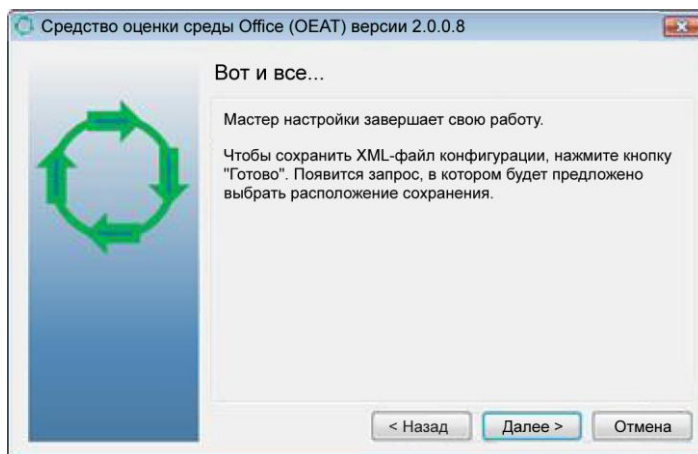 Средство оценки среды Office (OEAT) версии 2.0.0.8
Вот и все...
Мастер настройки завершает свою работу.
Чтобы сохранить XML-файл конфигурации, нажмите кнопку
"Готово". Появится запрос, в котором будет предложено
выбрать расположение сохранения.
< Назад
Далее >
Отмена